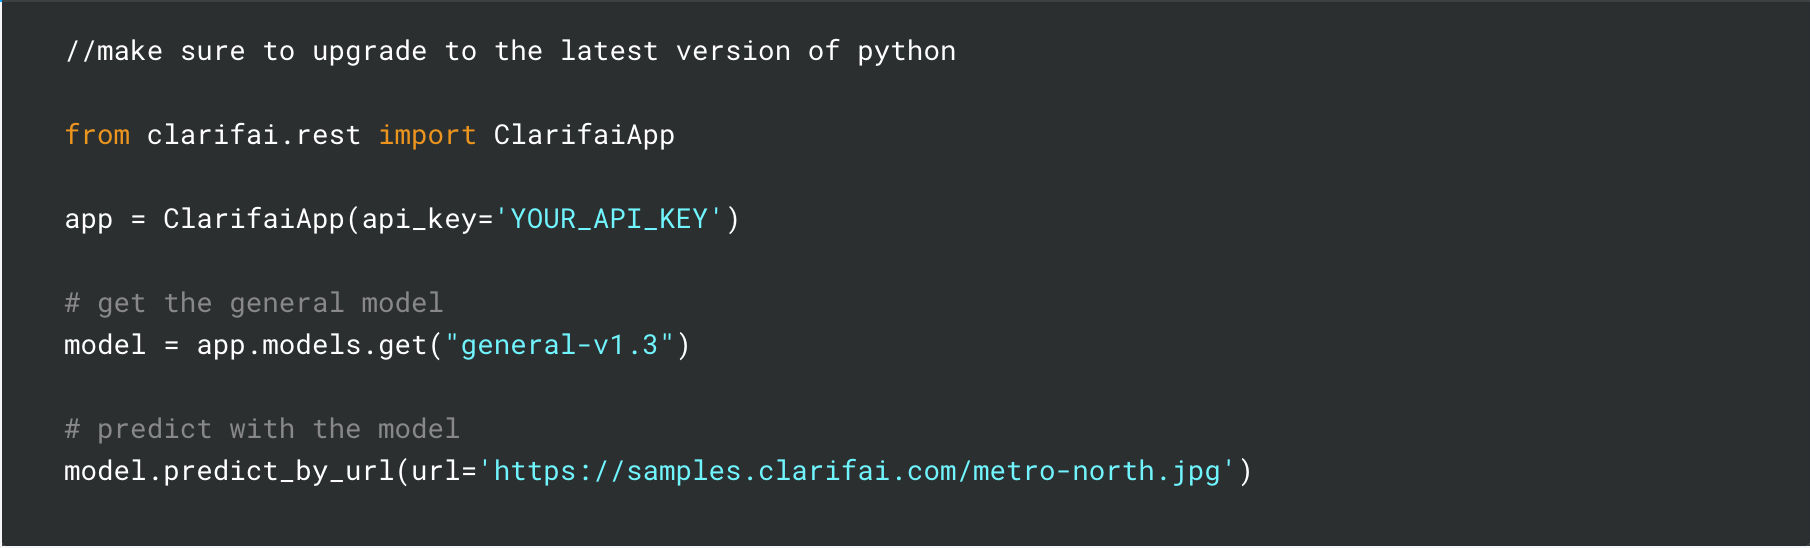 //make sure to upgrade to the latest version of python
from clarifai.rest import ClarifaiApp
app = ClarifaiApp(api_key='YOUR_API_KEY')
# get the general model
model = app.models.get("general-v1.3")
# predict with the model
model.predict_by_url(url='https://samples.clarifai.com/metro-north.jpg')